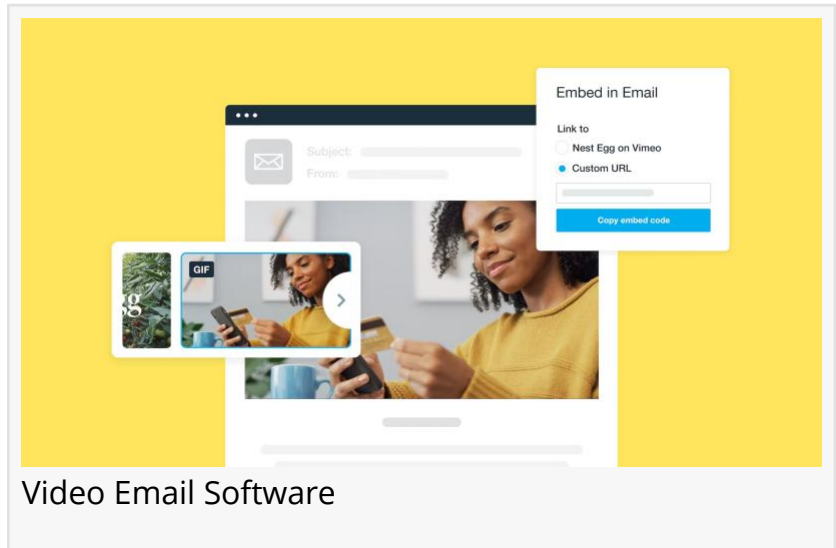 Embed in Email
Link to
Nest Egg on Vimeo
Custom URL
Copy embed code
Subject:
From:
gg
GIF
Video Email Software